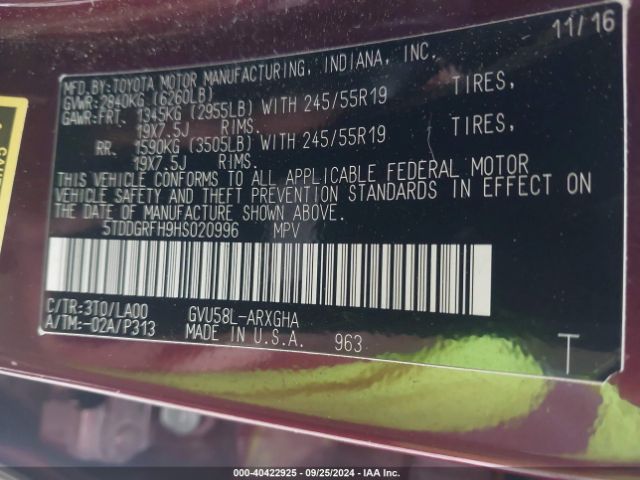 11/16
MFD.BY:TOYOTA MOTOR MANUFACTURING, INDIANA, INC.
GVWR:2840KG (6260LB)
GAWR:FRT. 1345KG (2955LB) WITH 245/55R19 TIRES,
19X7.5J RIMS.
RR. 1590KG (3505LB) WITH 245/55R19 TIRES,
19X7.5J RIMS.
THIS VEHICLE CONFORMS TO ALL APPLICABLE FEDERAL MOTOR
VEHICLE SAFETY AND THEFT PREVENTION STANDARDS IN EFFECT ON
THE DATE OF MANUFACTURE SHOWN ABOVE.
5TDDGRFH9HS020996 MPV
C/TR:3T0/LA00 GVU58L-ARXGHA
A/TM:-02A/P313 MADE IN U.S.A. 963
T
000-40422925 - 09/25/2024 - IAA Inc.